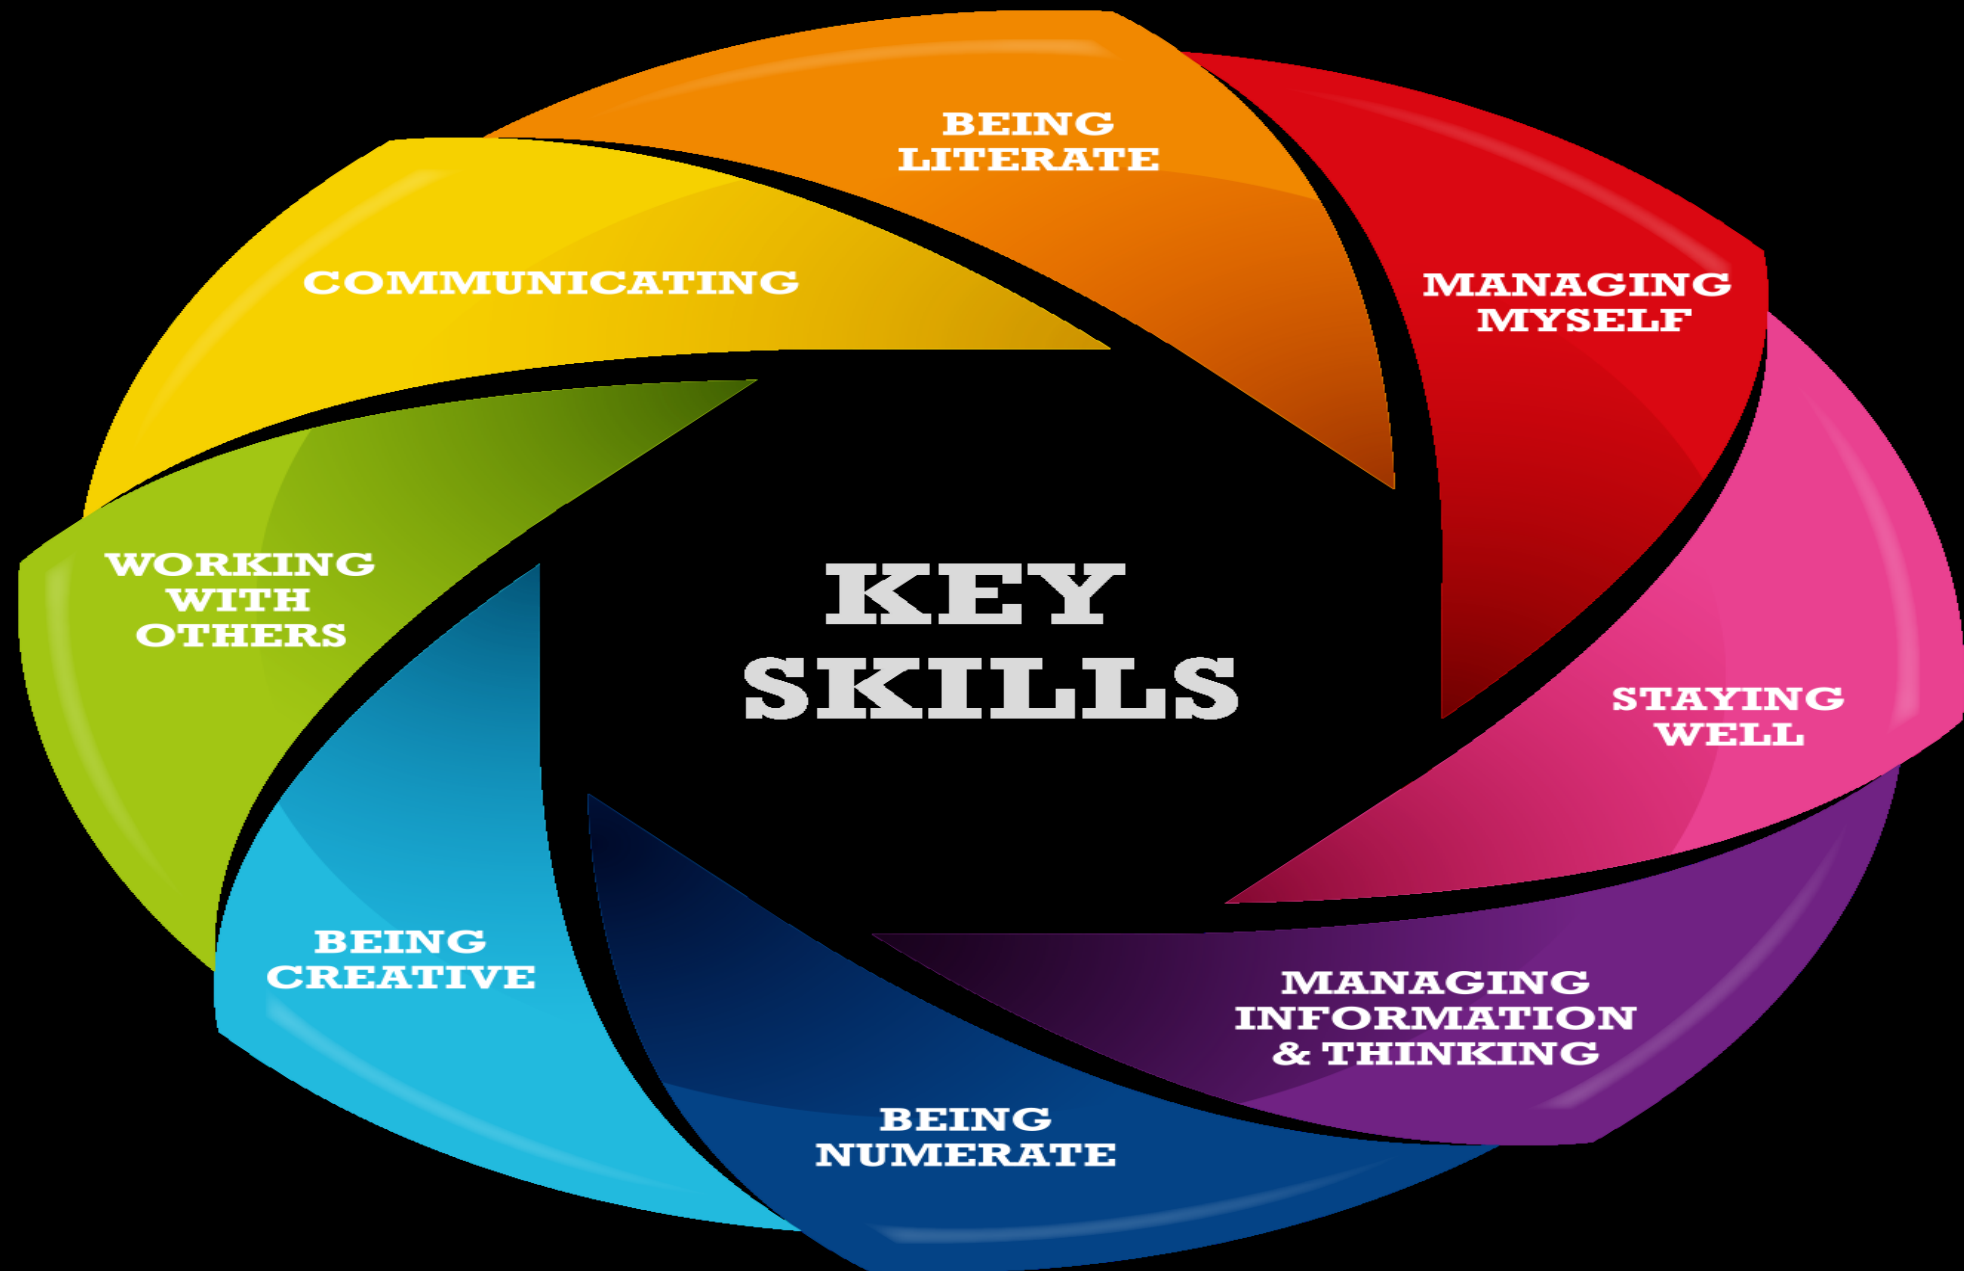 BEING
LITERATE
MANAGING
MYSELF
STAYING
WELL
MANAGING
INFORMATION
& THINKING
BEING
NUMERATE
BEING
CREATIVE
WORKING
WITH
OTHERS
COMMUNICATING
KEY
SKILLS